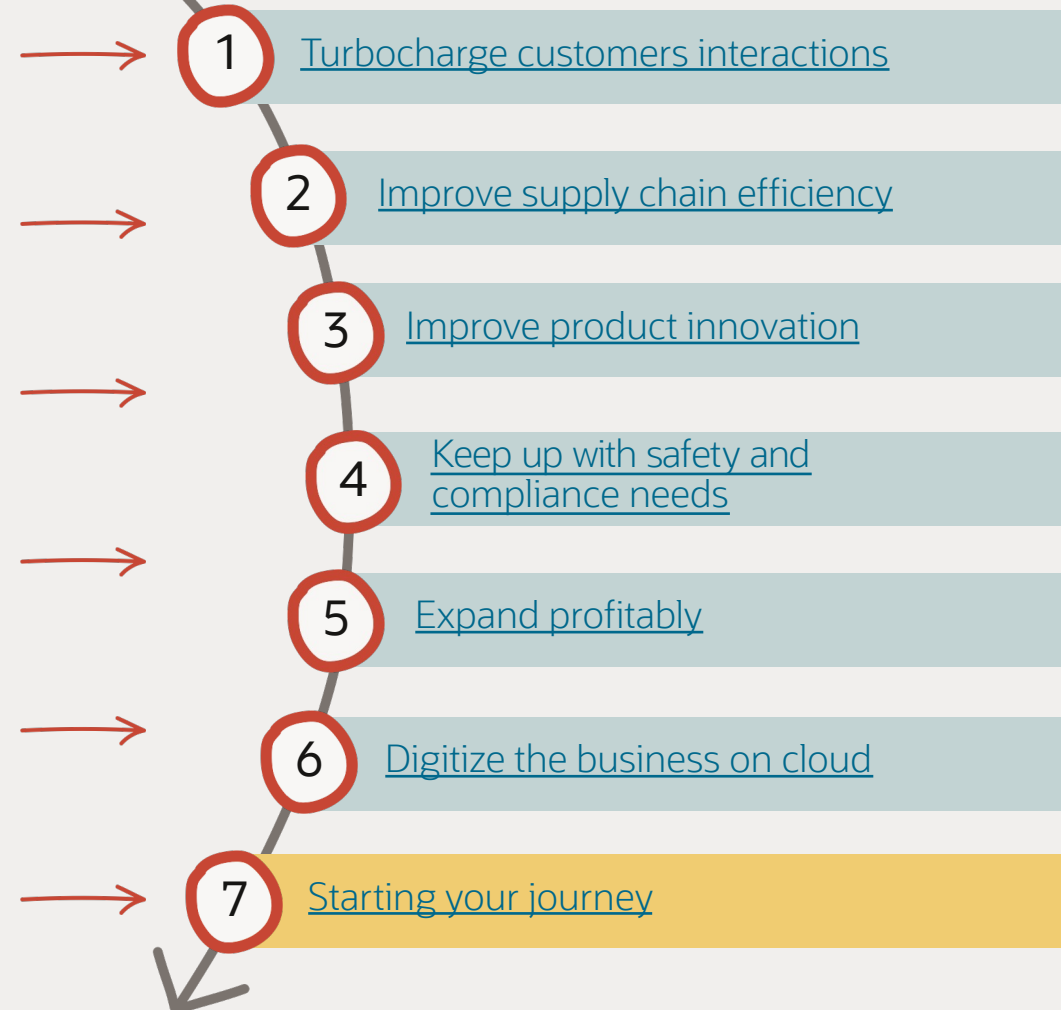 1 Turbocharge customers interactions
2 Improve supply chain efficiency
3 Improve product innovation
4 Keep up with safety and
compliance needs
5 Expand profitably
6 Digitize the business on cloud
7 Starting your journey